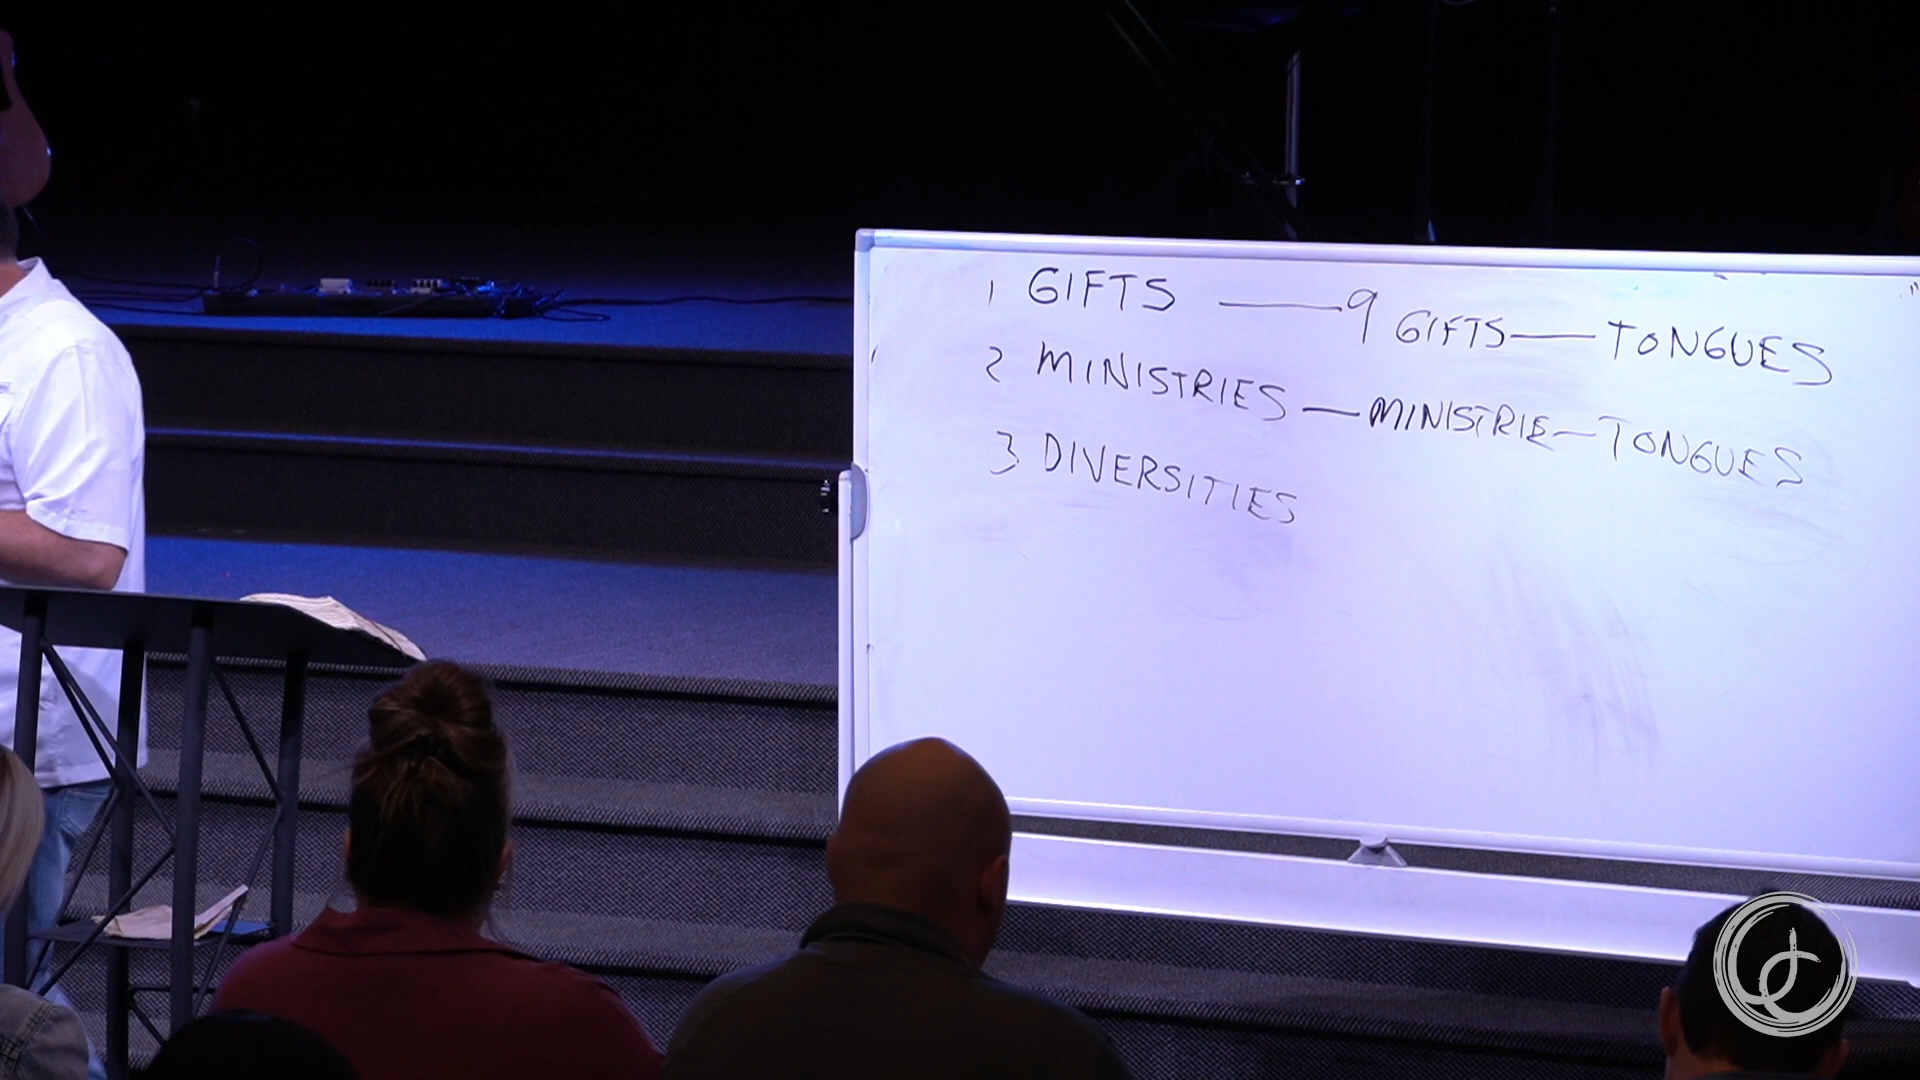 1 GIFTS — 9 GIFTS — TONGUES
2 MINISTRIES — MINISTRIE — TONGUES
3 DIVERSITIES